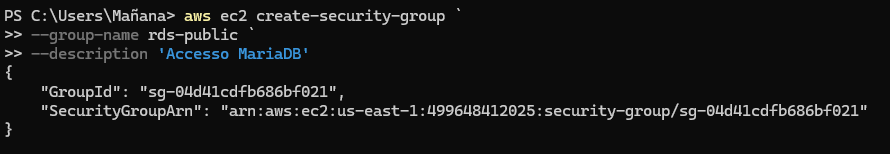 PS C:\Users\Mañana> aws ec2 create-security-group `
>> --group-name rds-public `
>> --description 'Accesso MariaDB'
{
    "GroupId": "sg-04d41cdfb686bf021",
    "SecurityGroupArn": "arn:aws:ec2:us-east-1:499648412025:security-group/sg-04d41cdfb686bf021"
}